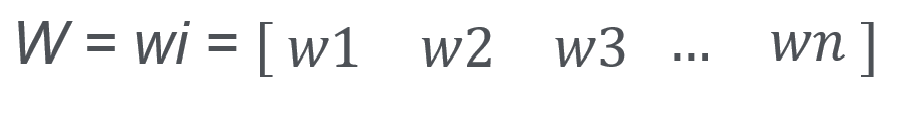 W = wi = [ w1 w2 w3 ... wn ]